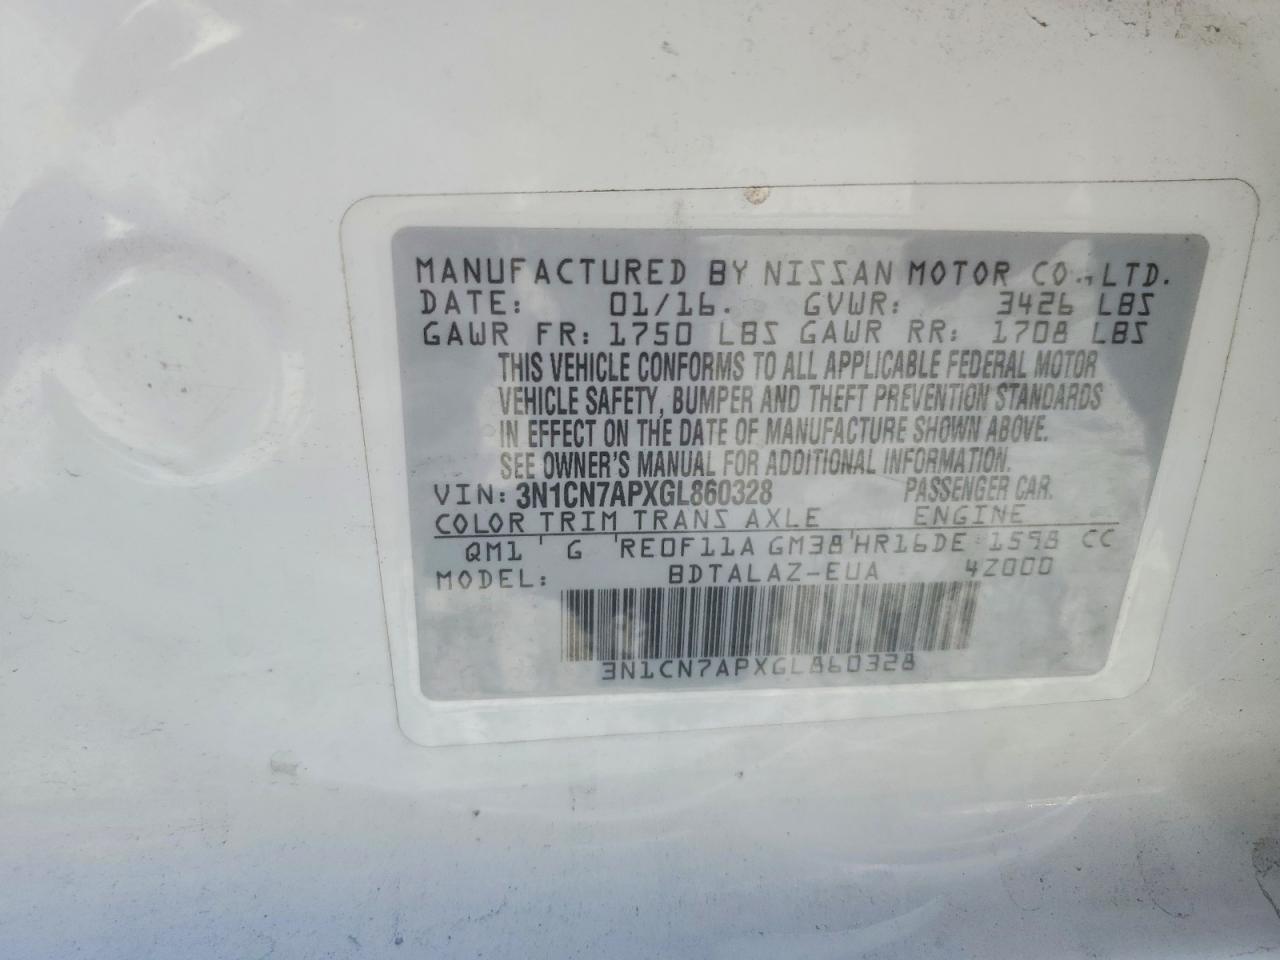 MANUFACTURED BY NISSAN MOTOR CO., LTD.
DATE: 01/16. GVWR: 3426 LBS
GAWR FR: 1750 LBS GAWR RR: 1708 LBS
THIS VEHICLE CONFORMS TO ALL APPLICABLE FEDERAL MOTOR
VEHICLE SAFETY, BUMPER AND THEFT PREVENTION STANDARDS
IN EFFECT ON THE DATE OF MANUFACTURE SHOWN ABOVE.
SEE OWNER'S MANUAL FOR ADDITIONAL INFORMATION.
VIN: 3N1CN7APXGL860328 PASSENGER CAR.
COLOR TRIM TRANS AXLE ENGINE
QM1 ' G 'RE0F11A GM38'HR16DE 1598 CC
MODEL: BDTALAZ-EUA 4Z000
3N1CN7APXGL860328